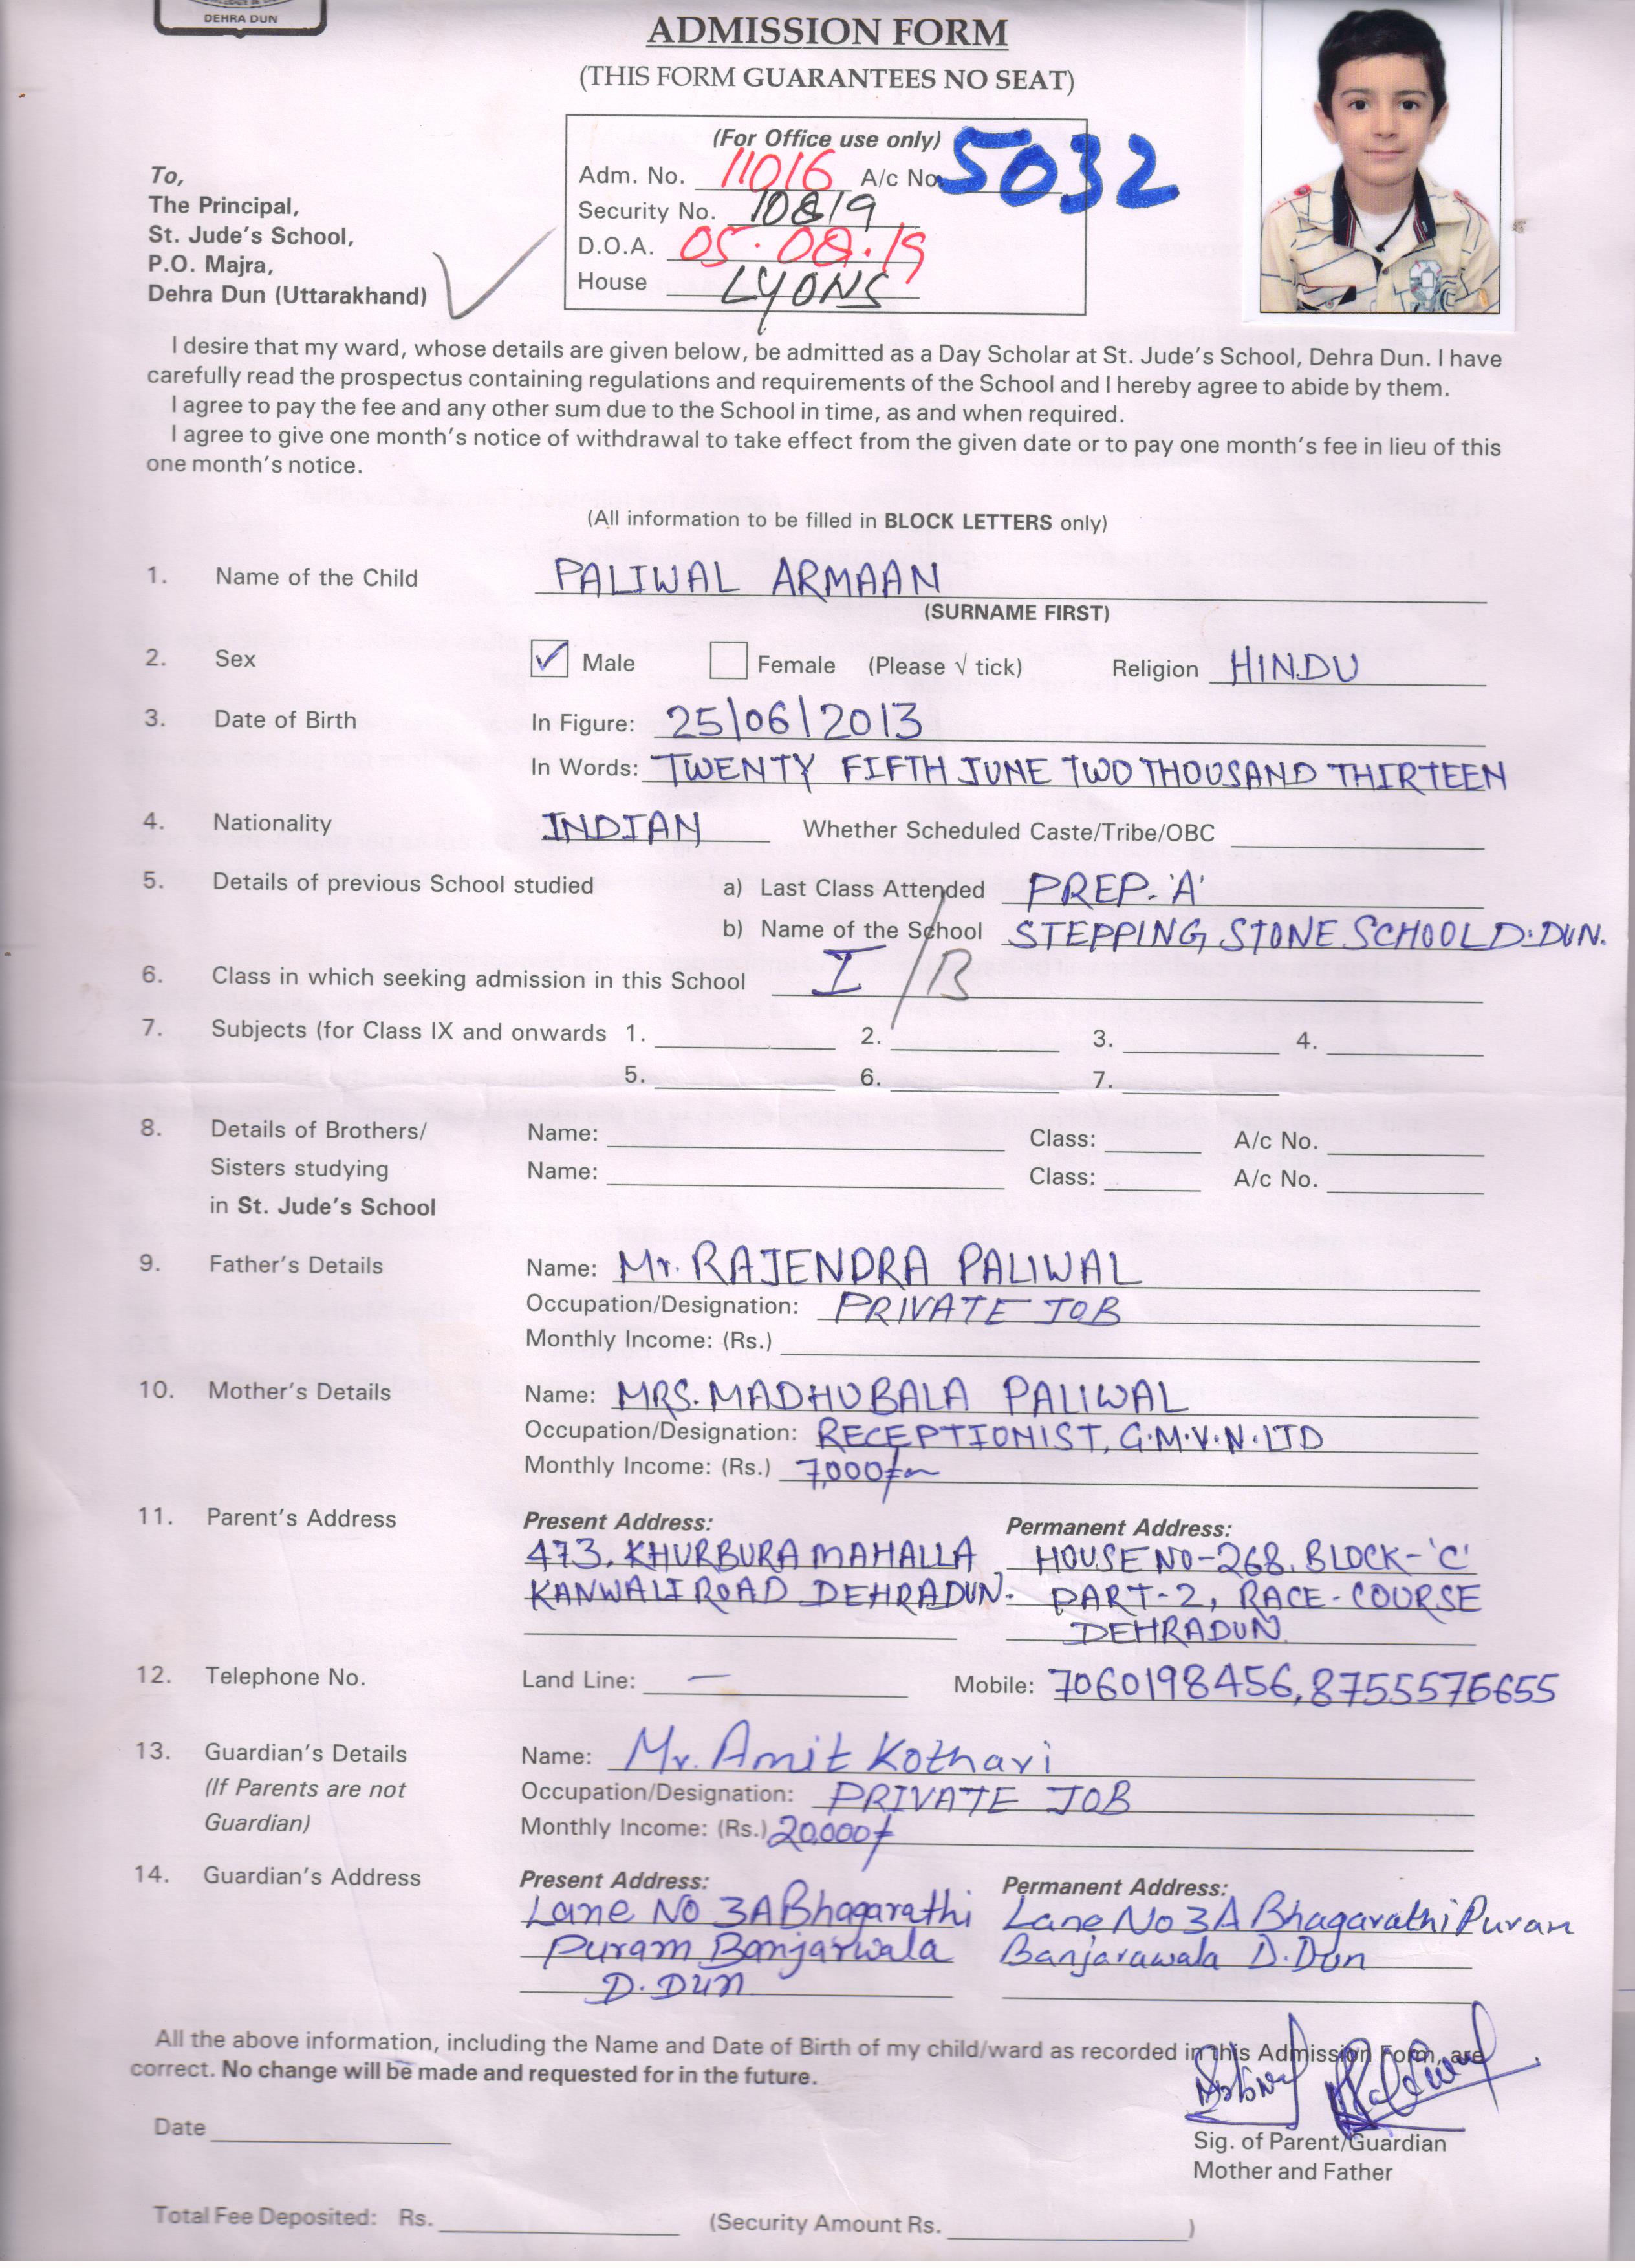 DEHRA DUN
ADMISSION FORM
(THIS FORM GUARANTEES NO SEAT)
(For Office use only)
Adm. No. 11016 A/c No. 5032
Security No. 10819
D.O.A. 05.08.19
House LYONS
To,
The Principal,
St. Jude's School,
P.O. Majra,
Dehra Dun (Uttarakhand)
I desire that my ward, whose details are given below, be admitted as a Day Scholar at St. Jude's School, Dehra Dun. I have
carefully read the prospectus containing regulations and requirements of the School and I hereby agree to abide by them.
I agree to pay the fee and any other sum due to the School in time, as and when required.
I agree to give one month's notice of withdrawal to take effect from the given date or to pay one month's fee in lieu of this
one month's notice.
(All information to be filled in BLOCK LETTERS only)
1. Name of the Child PALIWAL ARMAAN
(SURNAME FIRST)
2. Sex ✓ Male Female (Please √ tick) Religion HINDU
3. Date of Birth In Figure: 25/06/2013
In Words: TWENTY FIFTH JUNE TWO THOUSAND THIRTEEN
4. Nationality INDIAN Whether Scheduled Caste/Tribe/OBC
5. Details of previous School studied a) Last Class Attended PREP-'A'
b) Name of the School STEPPING STONE SCHOOL D.DUN.
6. Class in which seeking admission in this School I/B
7. Subjects (for Class IX and onwards 1. 2. 3. 4.
5. 6. 7.
8. Details of Brothers/ Name: Class: A/c No.
Sisters studying Name: Class: A/c No.
in St. Jude's School
9. Father's Details Name: Mr. RAJENDRA PALIWAL
Occupation/Designation: PRIVATE JOB
Monthly Income: (Rs.)
10. Mother's Details Name: MRS. MADHUBALA PALIWAL
Occupation/Designation: RECEPTIONIST, G.M.V.N.LTD
Monthly Income: (Rs.) 7,000/-
11. Parent's Address Present Address: Permanent Address:
473, KHURBURA MAHALLA, HOUSE NO-268, BLOCK-'C'
KANWALI ROAD DEHRADUN. PART-2, RACE-COURSE
DEHRADUN.
12. Telephone No. Land Line: — Mobile: 7060198456, 8755575655
13. Guardian's Details Name: Mr. Amit Kothari
(If Parents are not Occupation/Designation: PRIVATE JOB
Guardian) Monthly Income: (Rs.) 20,000/
14. Guardian's Address Present Address: Permanent Address:
Lane No 3A Bhagarathi Lane No 3A Bhagarathi Puran
Puram Banjarwala Banjarawala D.Dun
D.DUN
All the above information, including the Name and Date of Birth of my child/ward as recorded in this Admission Form, are
correct. No change will be made and requested for in the future.
Date
Sig. of Parent/Guardian
Mother and Father
Total Fee Deposited: Rs. (Security Amount Rs. )